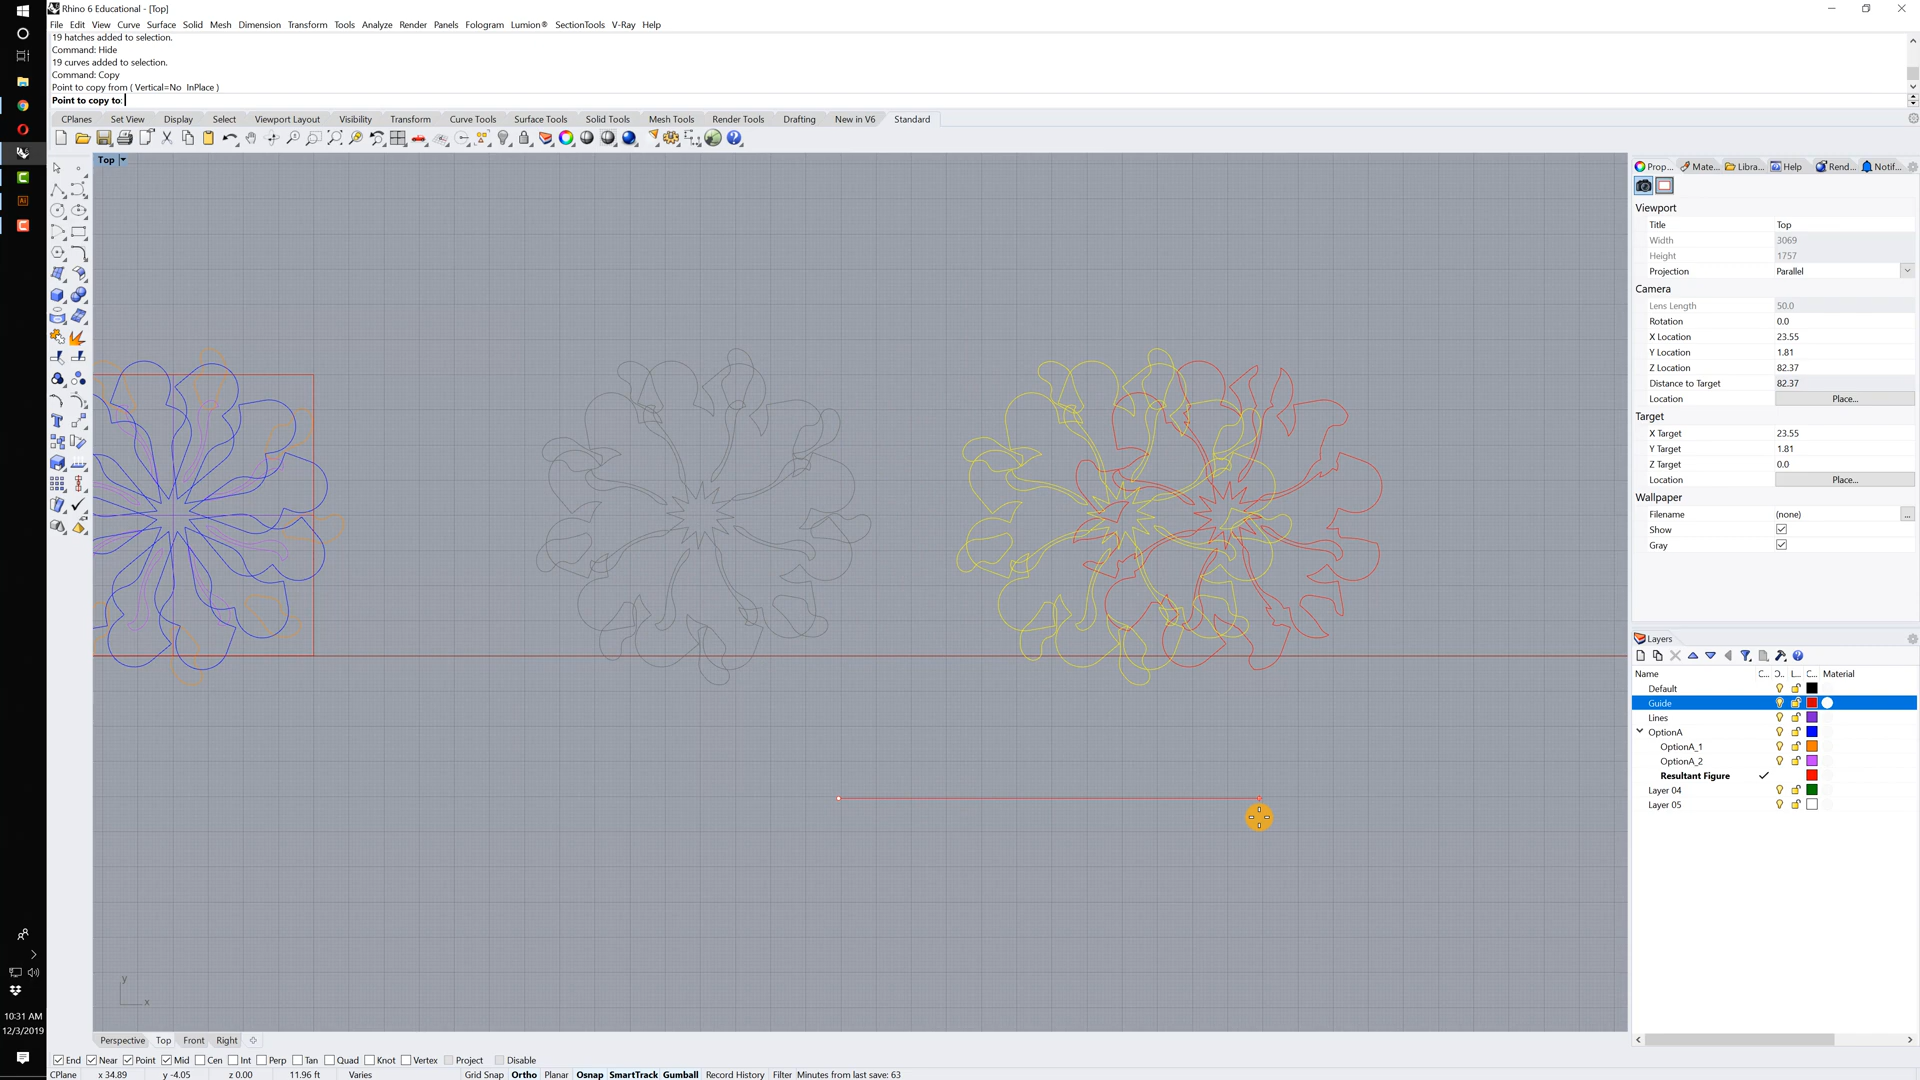 Rhino 6 Educational - [Top]
File Edit View Curve Surface Solid Mesh Dimension Transform Tools Analyze Render Panels Fologram Lumion® SectionTools V-Ray Help
19 hatches added to selection.
Command: Hide
19 curves added to selection.
Command: Copy
Point to copy from ( Vertical=No InPlace )
Point to copy to:
CPlanes Set View Display Select Viewport Layout Visibility Transform Curve Tools Surface Tools Solid Tools Mesh Tools Render Tools Drafting New in V6 Standard
Top
Prop... Mate... Libra... Help Rend... Notif...
Viewport
Title Top
Width 3069
Height 1757
Projection Parallel
Camera
Lens Length 50.0
Rotation 0.0
X Location 23.55
Y Location 1.81
Z Location 82.37
Distance to Target 82.37
Location Place...
Target
X Target 23.55
Y Target 1.81
Z Target 0.0
Location Place...
Wallpaper
Filename (none) ...
Show
Gray
Layers
Name C... O.. L... C... Material
Default
Guide
Lines
OptionA
OptionA_1
OptionA_2
Resultant Figure
Layer 04
Layer 05
Ai
y
x
10:31 AM
12/3/2019
Perspective Top Front Right
End Near Point Mid Cen Int Perp Tan Quad Knot Vertex Project Disable
CPlane x 34.89 y -4.05 z 0.00 11.96 ft Varies Grid Snap Ortho Planar Osnap SmartTrack Gumball Record History Filter Minutes from last save: 63